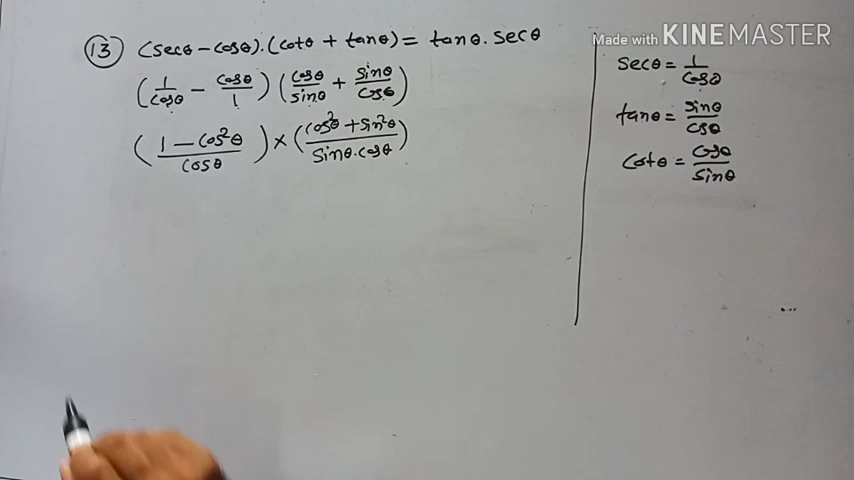 13 (secθ - cosθ).(cotθ + tanθ) = tanθ.secθ
(1/cosθ - cosθ/1) (cosθ/sinθ + sinθ/cosθ)
(1 - cos²θ/cosθ) × (cos²θ + sin²θ/sinθ.cosθ)
Made with KINEMASTER
secθ = 1/cosθ
tanθ = sinθ/cosθ
cotθ = cosθ/sinθ